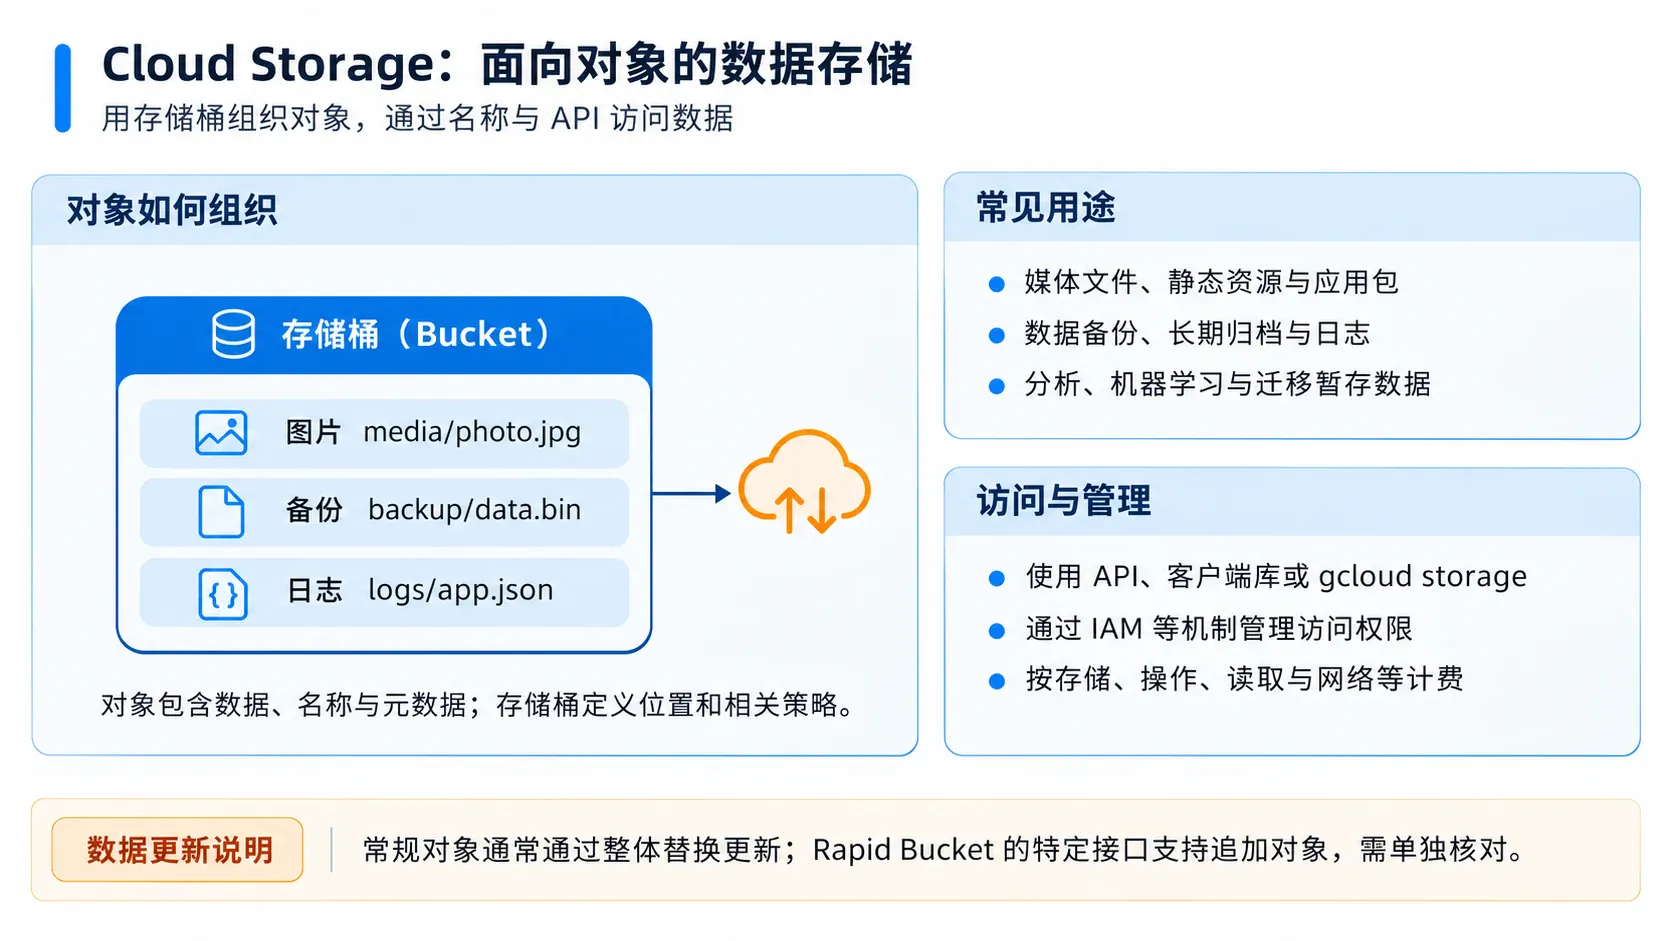 Cloud Storage：面向对象的数据存储
用存储桶组织对象，通过名称与 API 访问数据
对象如何组织
存储桶（Bucket）
图片 media/photo.jpg
备份 backup/data.bin
日志 logs/app.json
对象包含数据、名称与元数据；存储桶定义位置和相关策略。
常见用途
媒体文件、静态资源与应用包
数据备份、长期归档与日志
分析、机器学习与迁移暂存数据
访问与管理
使用 API、客户端库或 gcloud storage
通过 IAM 等机制管理访问权限
按存储、操作、读取与网络等计费
数据更新说明
常规对象通常通过整体替换更新；Rapid Bucket 的特定接口支持追加对象，需单独核对。